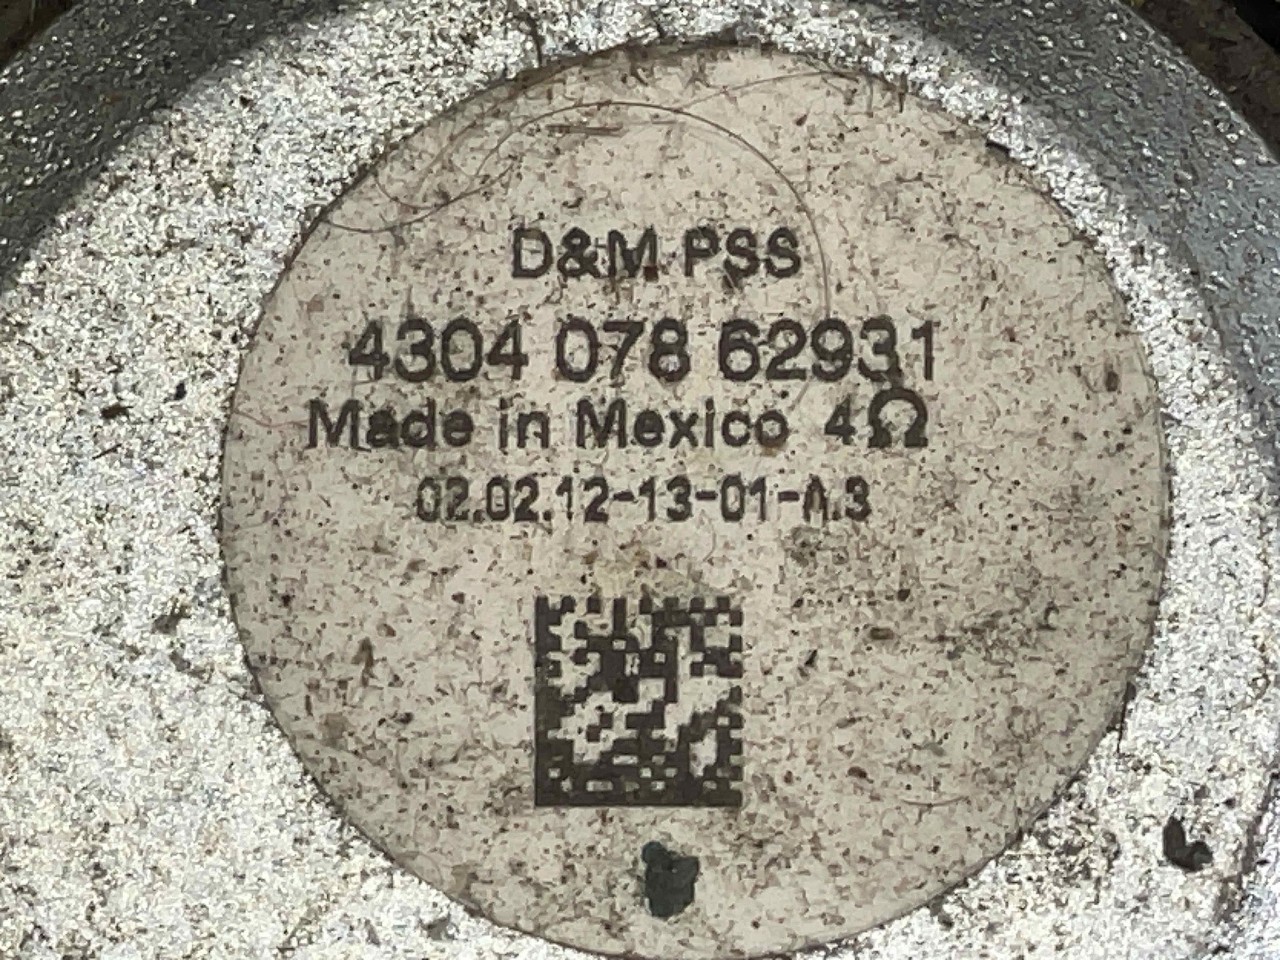 D&M PSS
4304 078 62931
Made in Mexico 4Ω
02.02.12-13-01-A.3